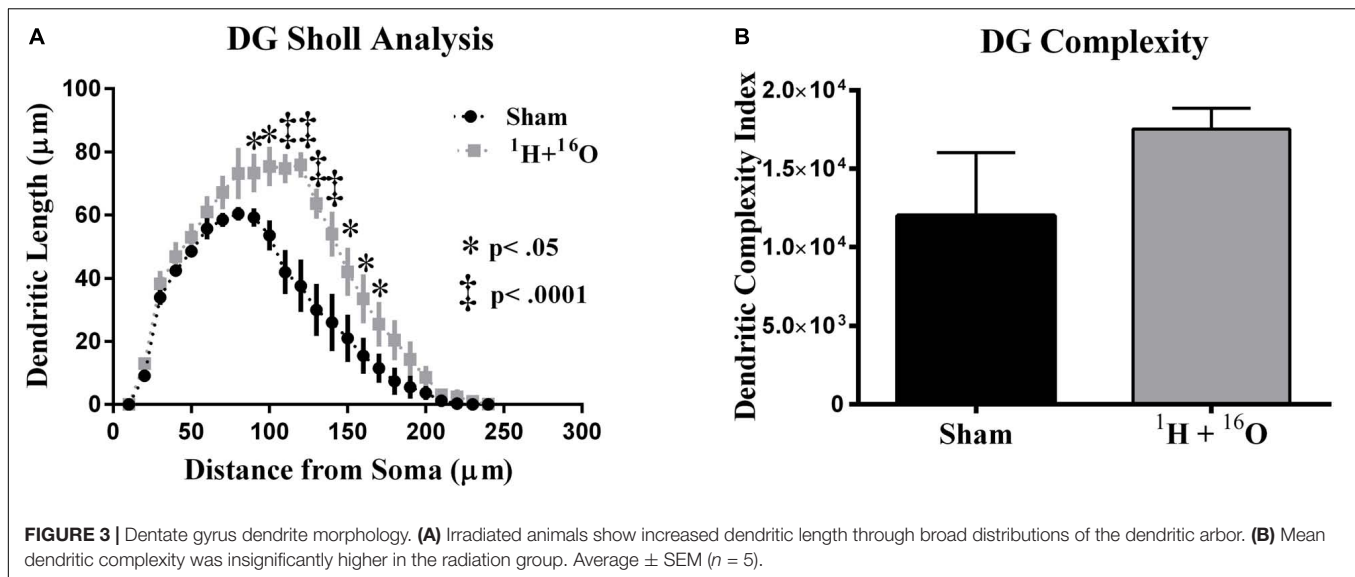 A
DG Sholl Analysis
Dendritic Length (μm)
100
80
60
40
20
0
Sham
¹H+¹⁶O
* * ‡‡
‡
‡
*
*
*
* p< .05
‡ p< .0001
0 50 100 150 200 250 300
Distance from Soma (μm)
B
DG Complexity
Dendritic Complexity Index
2.0×10⁴
1.5×10⁴
1.0×10⁴
5.0×10³
0
Sham ¹H + ¹⁶O
FIGURE 3 | Dentate gyrus dendrite morphology. (A) Irradiated animals show increased dendritic length through broad distributions of the dendritic arbor. (B) Mean
dendritic complexity was insignificantly higher in the radiation group. Average ± SEM (n = 5).